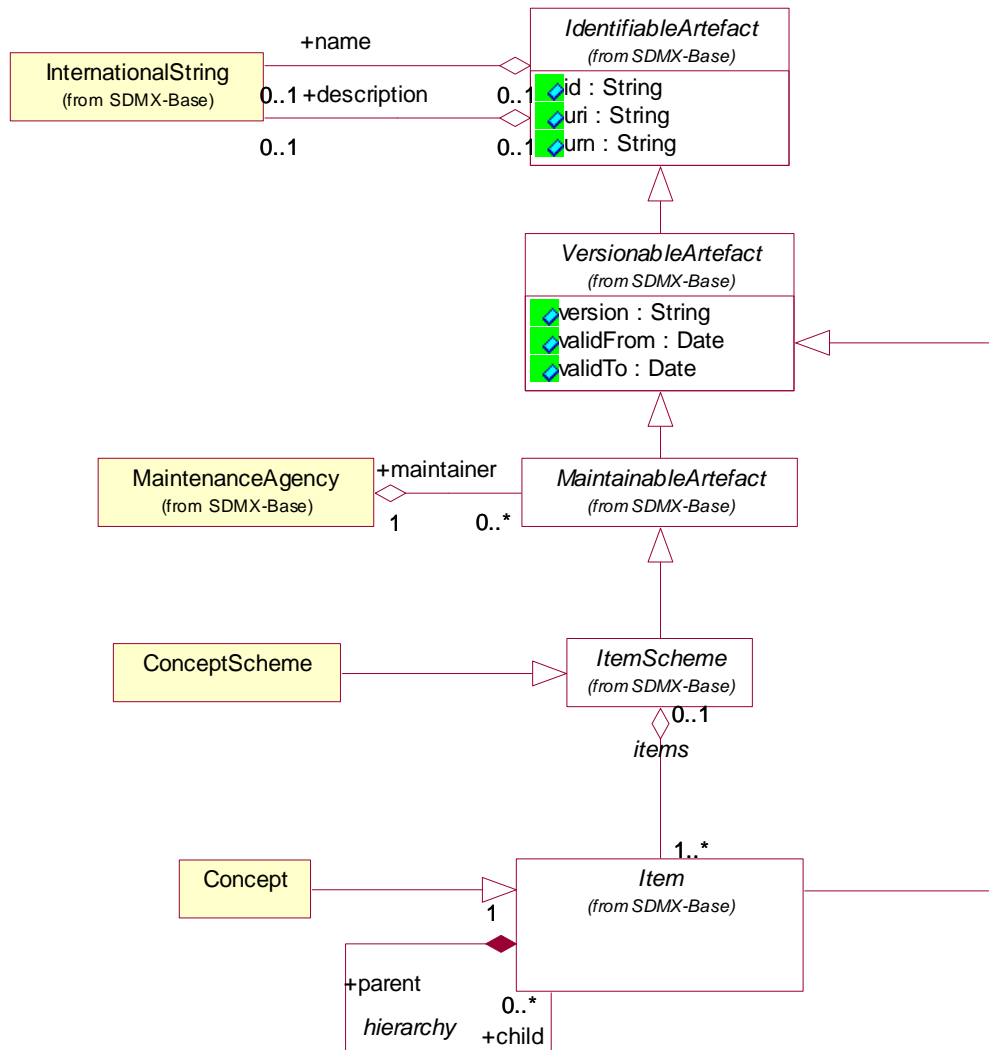 IdentifiableArtefact
(from SDMX-Base)
id : String
uri : String
urn : String
+name
InternationalString
(from SDMX-Base)
0..1
+description
0..1
0..1
0..1
VersionableArtefact
(from SDMX-Base)
version : String
validFrom : Date
validTo : Date
MaintenanceAgency
(from SDMX-Base)
+maintainer
1
0..*
MaintainableArtefact
(from SDMX-Base)
ConceptScheme
ItemScheme
(from SDMX-Base)
0..1
items
1..*
Concept
Item
(from SDMX-Base)
1
+parent
0..*
hierarchy
+child